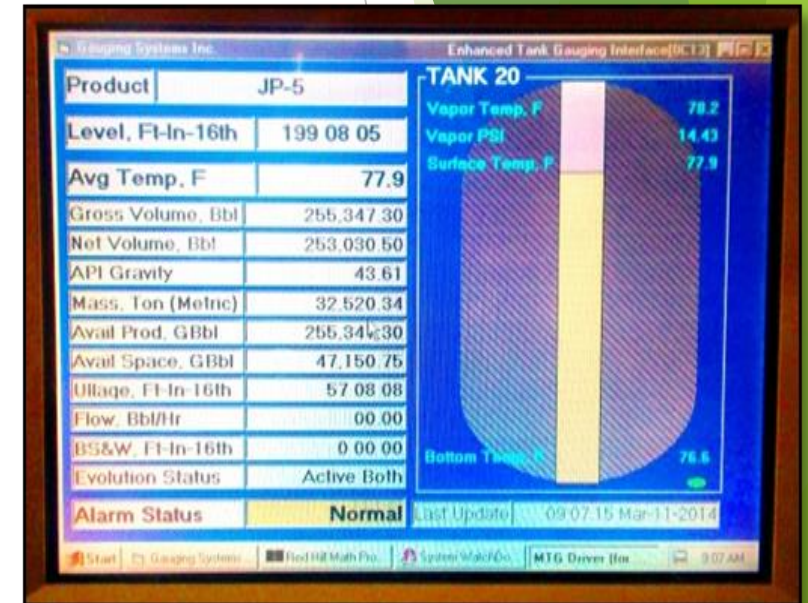 Gauging Systems Inc.
Enhanced Tank Gauging Interface
Product JP-5
Level, Ft-In-16th 199 08 05
Avg Temp, F 77.9
Gross Volume, Bbl 255,347.30
Net Volume, Bbl 253,030.50
API Gravity 43.61
Mass, Ton (Metric) 32,520.34
Avail Prod, GBbl
Avail Space, GBbl 47,150.75
Ullage, Ft-In-16th 57 08 08
Flow, Bbl/Hr 00.00
BS&W, Ft-In-16th 0 00 00
Evolution Status Active Both
Alarm Status Normal
TANK 20
Vapor Temp, F 78.2
Vapor PSI 14.43
Surface Temp, F 77.9
Bottom 76.6
Last Update 09:07:15 Mar-11-2014
Start Gauging Systems Red Hill Math Pro... MTG Driver 9:07 AM